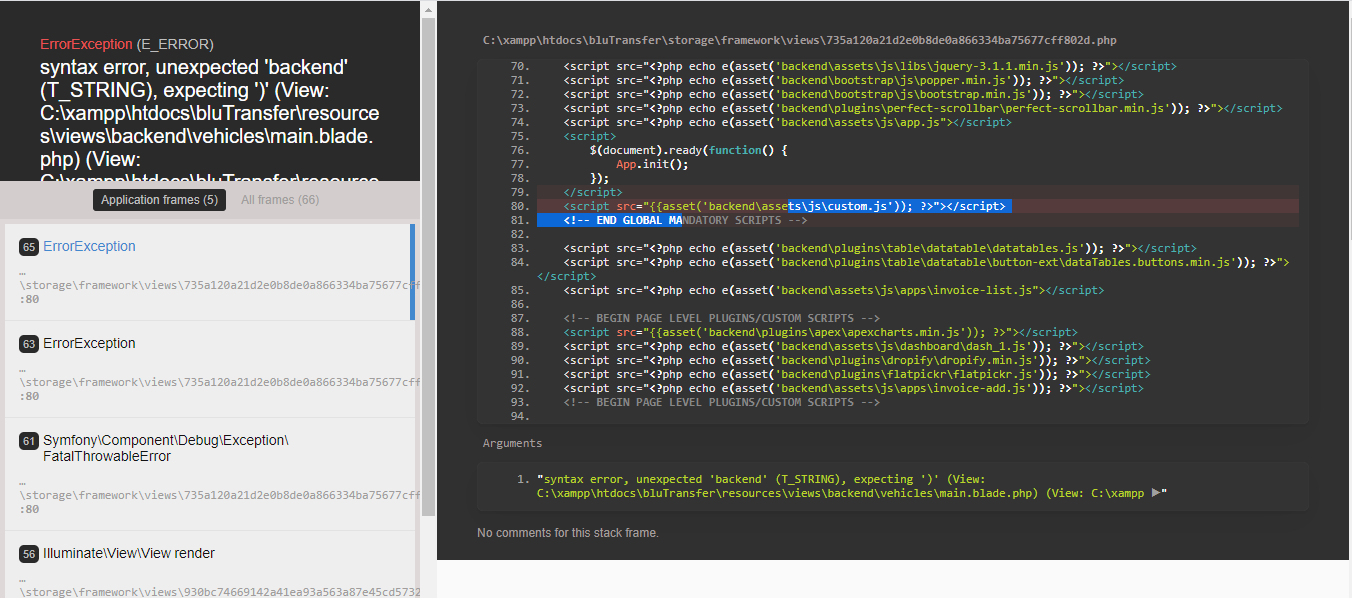 ErrorException (E_ERROR)
syntax error, unexpected 'backend'
(T_STRING), expecting ')' (View:
C:\xampp\htdocs\bluTransfer\resource
s\views\backend\vehicles\main.blade.
php) (View:
C:\xampp\htdocs\bluTransfer\resource
Application frames (5) All frames (66)
65 ErrorException
…
\storage\framework\views\735a120a21d2e0b8de0a866334ba75677cff
:80
63 ErrorException
…
\storage\framework\views\735a120a21d2e0b8de0a866334ba75677cff
:80
61 Symfony\Component\Debug\Exception\
FatalThrowableError
…
\storage\framework\views\735a120a21d2e0b8de0a866334ba75677cff
:80
56 Illuminate\View\View render
…
\storage\framework\views\930bc74669142a41ea93a563a87e45cd5732
C:\xampp\htdocs\bluTransfer\storage\framework\views\735a120a21d2e0b8de0a866334ba75677cff802d.php
70. <script src="<?php echo e(asset('backend\assets\js\libs\jquery-3.1.1.min.js')); ?>"></script>
71. <script src="<?php echo e(asset('backend\bootstrap\js\popper.min.js')); ?>"></script>
72. <script src="<?php echo e(asset('backend\bootstrap\js\bootstrap.min.js')); ?>"></script>
73. <script src="<?php echo e(asset('backend\plugins\perfect-scrollbar\perfect-scrollbar.min.js')); ?>"></script>
74. <script src="<?php echo e(asset('backend\assets\js\app.js"></script>
75. <script>
76. $(document).ready(function() {
77. App.init();
78. });
79. </script>
80. <script src="{{asset('backend\assets\js\custom.js')); ?>"></script>
81. <!-- END GLOBAL MANDATORY SCRIPTS -->
82.
83. <script src="<?php echo e(asset('backend\plugins\table\datatable\datatables.js')); ?>"></script>
84. <script src="<?php echo e(asset('backend\plugins\table\datatable\button-ext\dataTables.buttons.min.js')); ?>">
</script>
85. <script src="<?php echo e(asset('backend\assets\js\apps\invoice-list.js"></script>
86.
87. <!-- BEGIN PAGE LEVEL PLUGINS/CUSTOM SCRIPTS -->
88. <script src="{{asset('backend\plugins\apex\apexcharts.min.js')); ?>"></script>
89. <script src="<?php echo e(asset('backend\assets\js\dashboard\dash_1.js')); ?>"></script>
90. <script src="<?php echo e(asset('backend\plugins\dropify\dropify.min.js')); ?>"></script>
91. <script src="<?php echo e(asset('backend\plugins\flatpickr\flatpickr.js')); ?>"></script>
92. <script src="<?php echo e(asset('backend\assets\js\apps\invoice-add.js')); ?>"></script>
93. <!-- BEGIN PAGE LEVEL PLUGINS/CUSTOM SCRIPTS -->
94.
Arguments
1. "syntax error, unexpected 'backend' (T_STRING), expecting ')' (View:
C:\xampp\htdocs\bluTransfer\resources\views\backend\vehicles\main.blade.php) (View: C:\xampp ▶"
No comments for this stack frame.